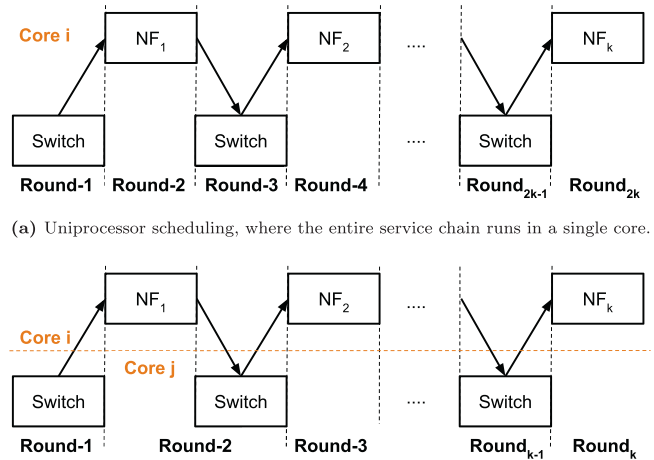 Core i
NF1
NF2
....
NFk
Switch
Switch
....
Switch
Round-1 Round-2 Round-3 Round-4 Round2k-1 Round2k
(a) Uniprocessor scheduling, where the entire service chain runs in a single core.
NF1
NF2
....
NFk
Core i
Core j
Switch
Switch
....
Switch
Round-1 Round-2 Round-3 Roundk-1 Roundk